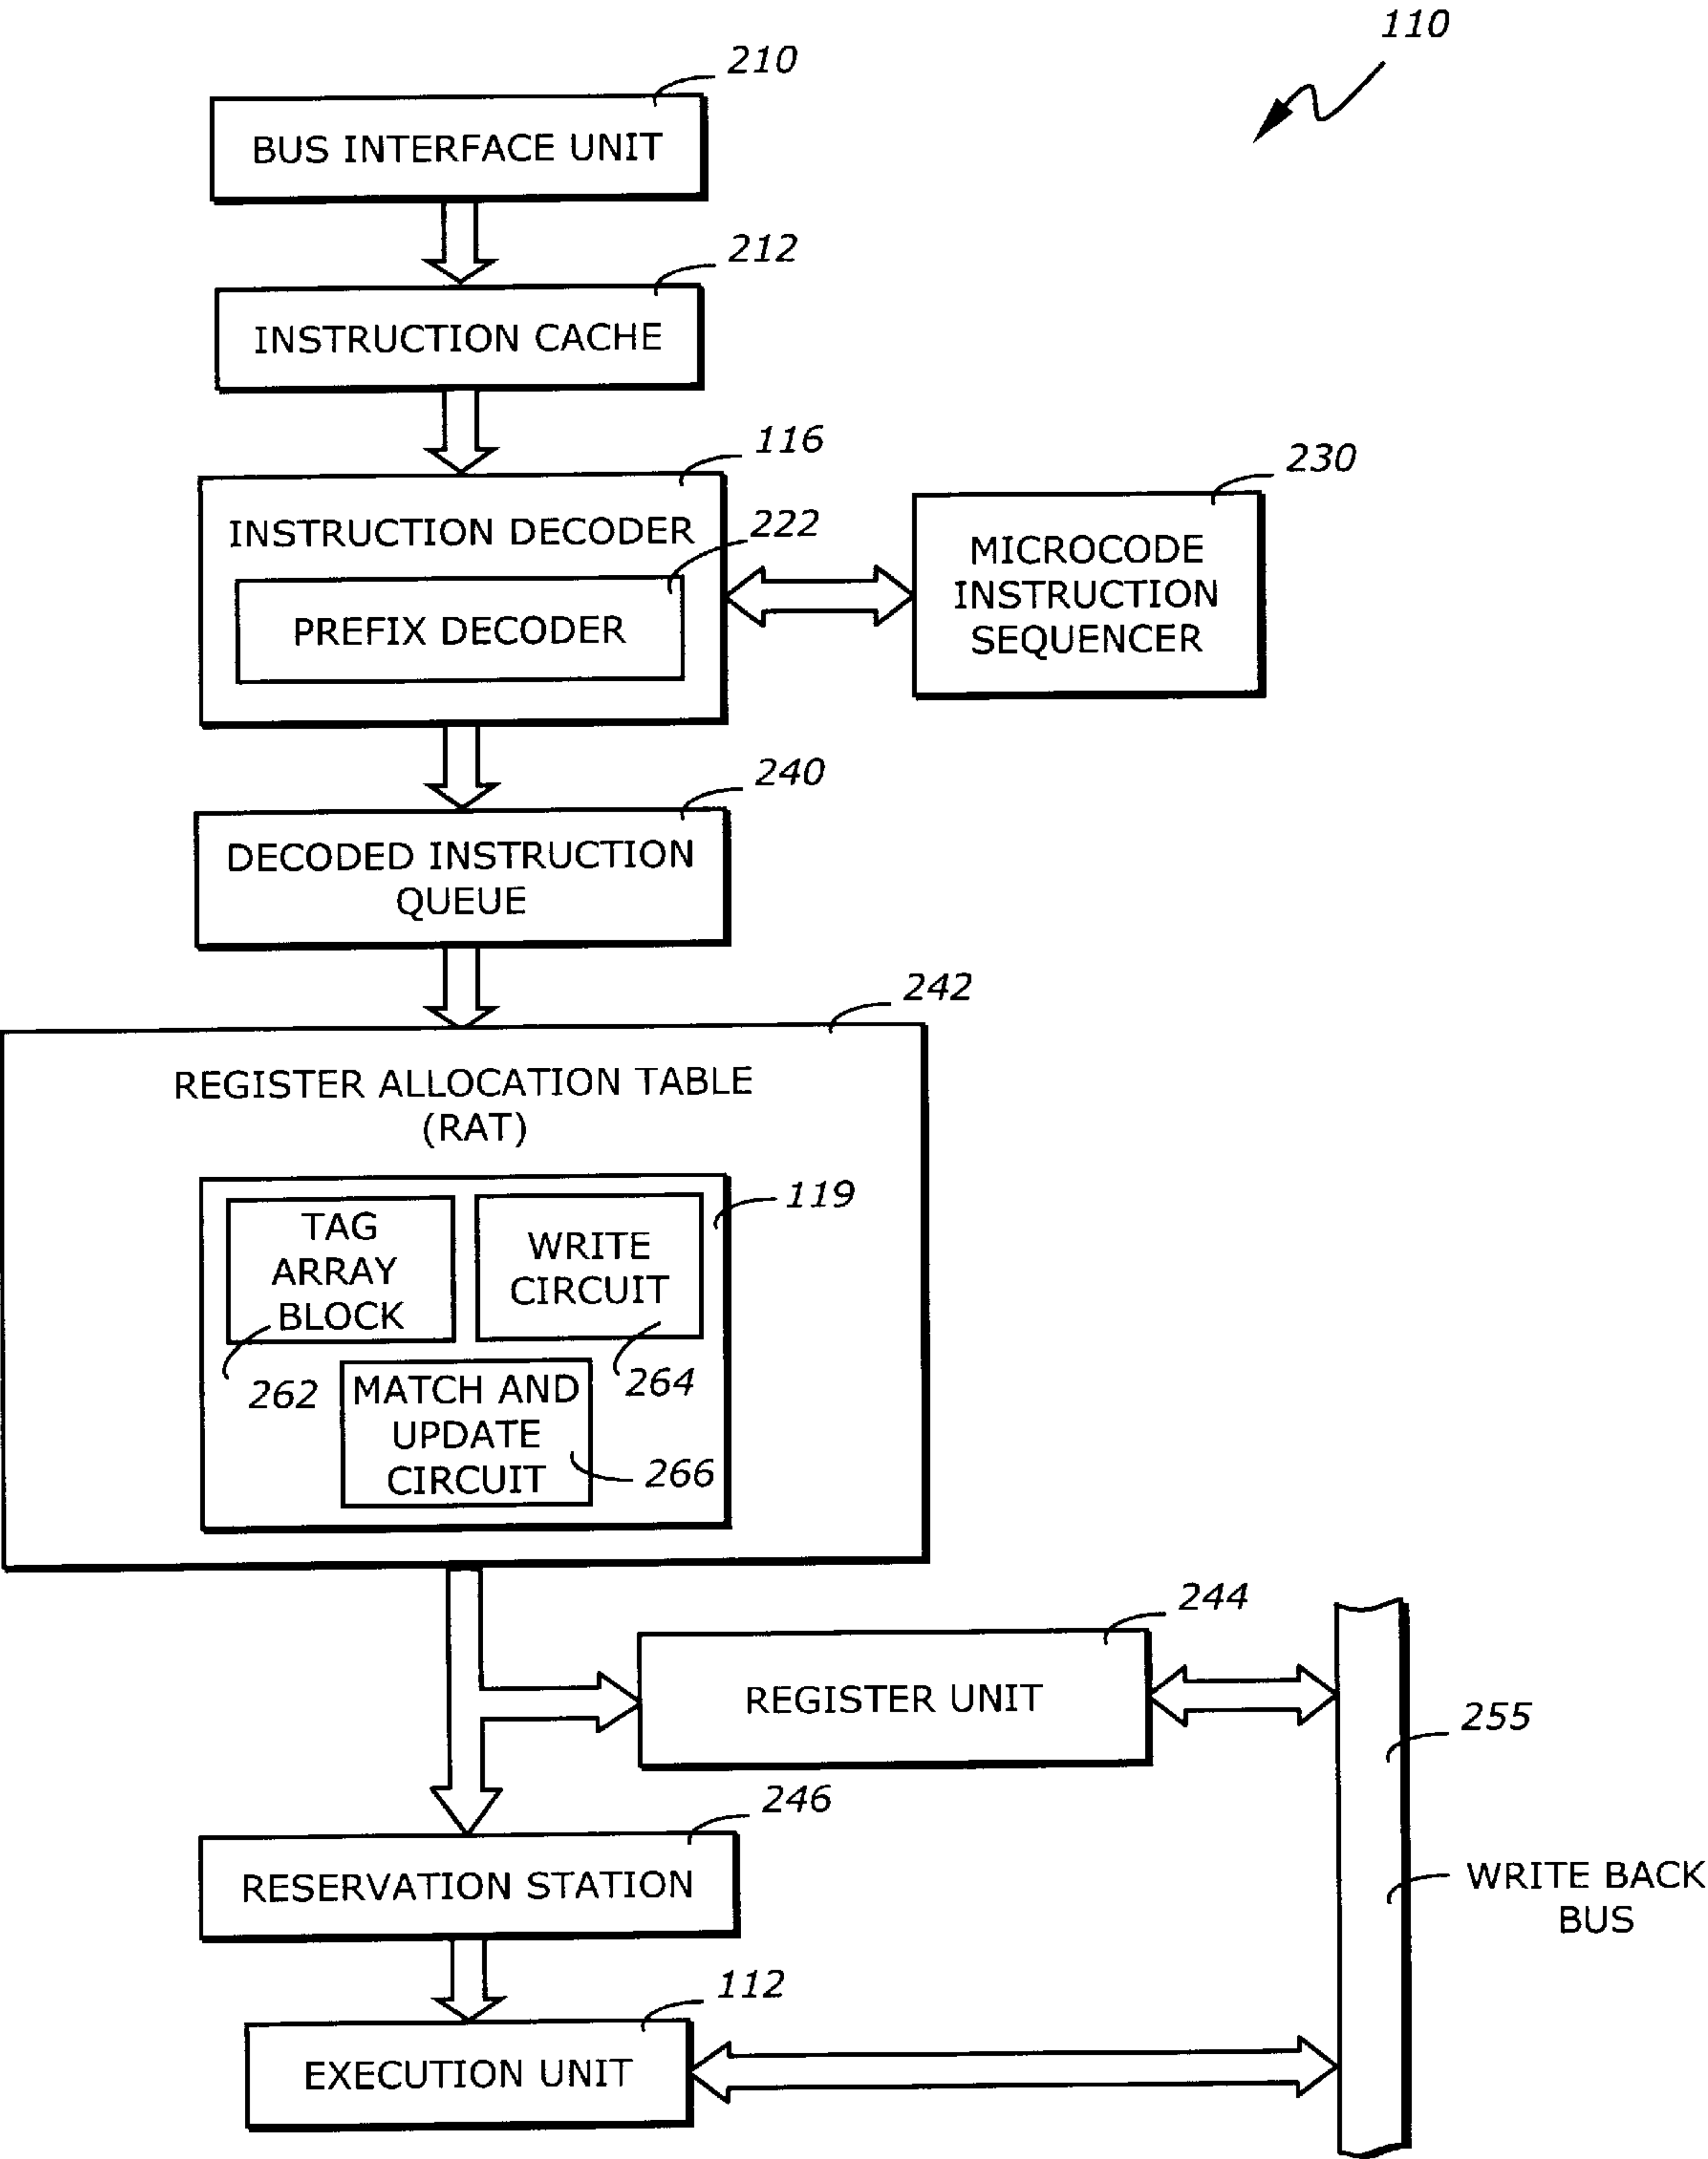 110
210
BUS INTERFACE UNIT
212
INSTRUCTION CACHE
116
INSTRUCTION DECODER
222
PREFIX DECODER
230
MICROCODE
INSTRUCTION
SEQUENCER
240
DECODED INSTRUCTION
QUEUE
242
REGISTER ALLOCATION TABLE
(RAT)
119
TAG
ARRAY
BLOCK
262
WRITE
CIRCUIT
264
MATCH AND
UPDATE
CIRCUIT
266
244
REGISTER UNIT
255
246
RESERVATION STATION
WRITE BACK
BUS
112
EXECUTION UNIT